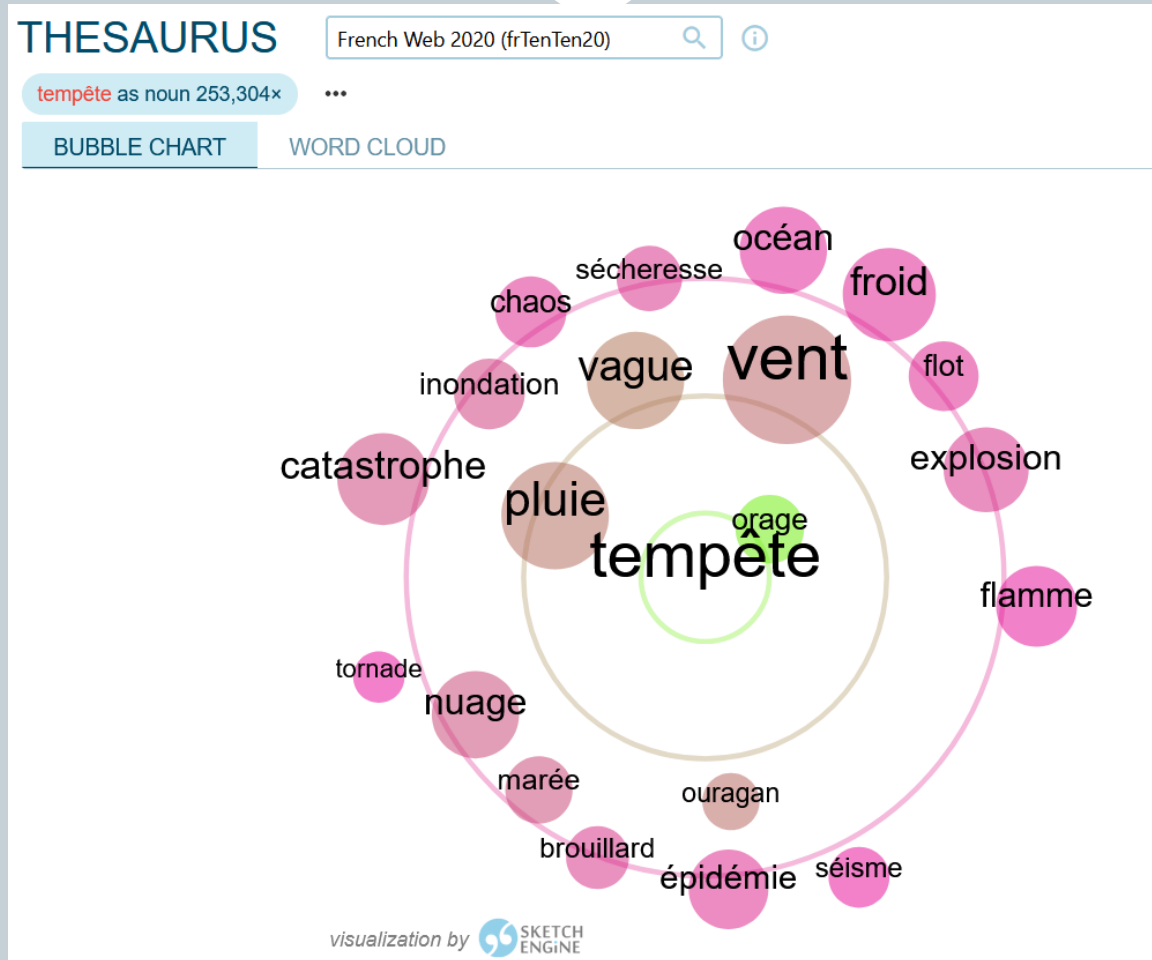 THESAURUS
French Web 2020 (frTenTen20)
tempête as noun 253,304×
•••
BUBBLE CHART
WORD CLOUD
océan
sécheresse
froid
chaos
vent
vague
flot
inondation
explosion
catastrophe
pluie
orage
tempête
flamme
tornade
nuage
marée
ouragan
brouillard
séisme
épidémie
visualization by SKETCH
ENGINE